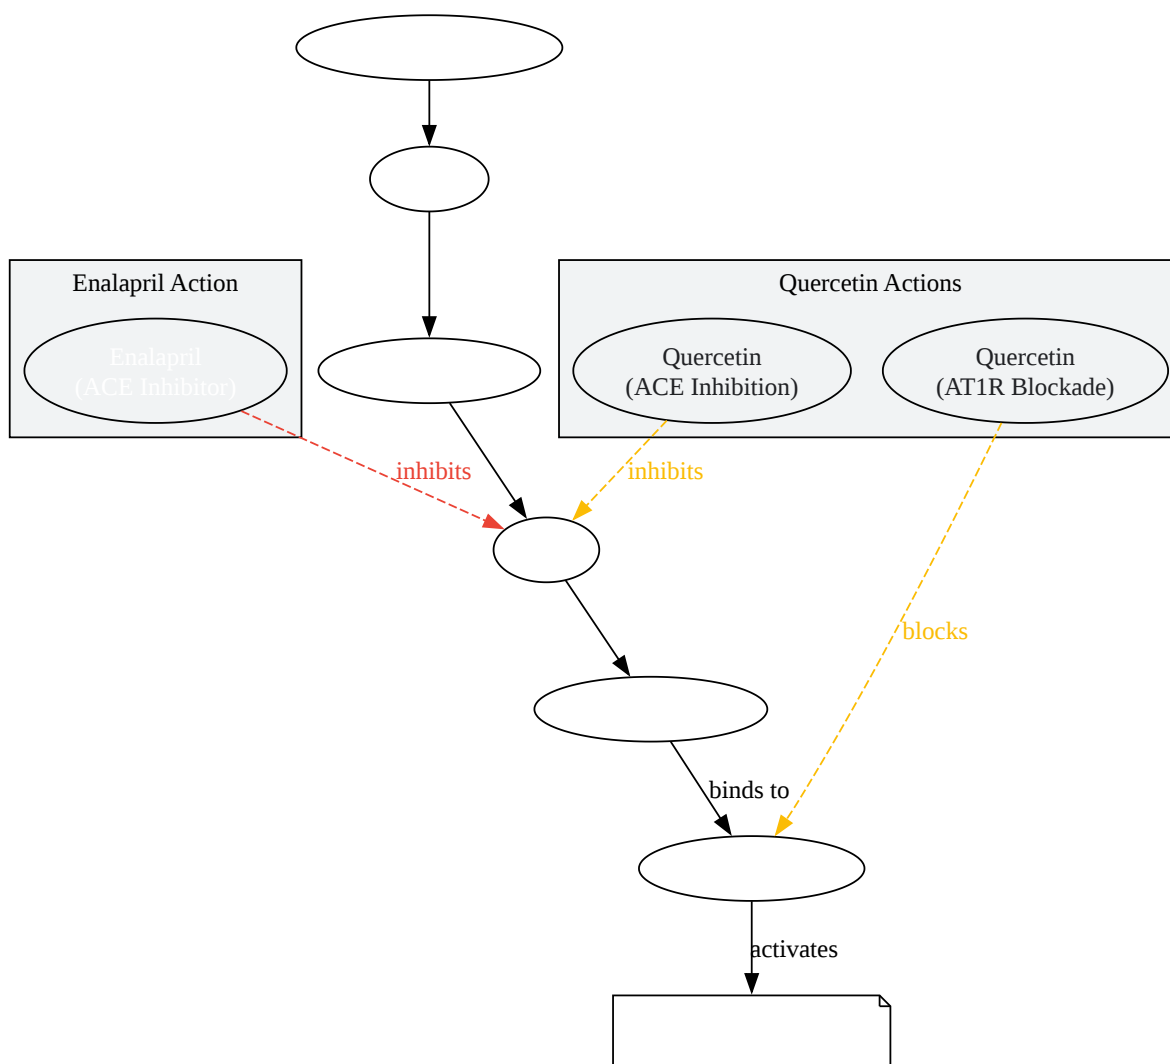 Enalapril Action
Quercetin Actions
Enalapril
(ACE Inhibitor)
Quercetin
(ACE Inhibition)
Quercetin
(AT1R Blockade)
inhibits
inhibits
blocks
binds to
activates